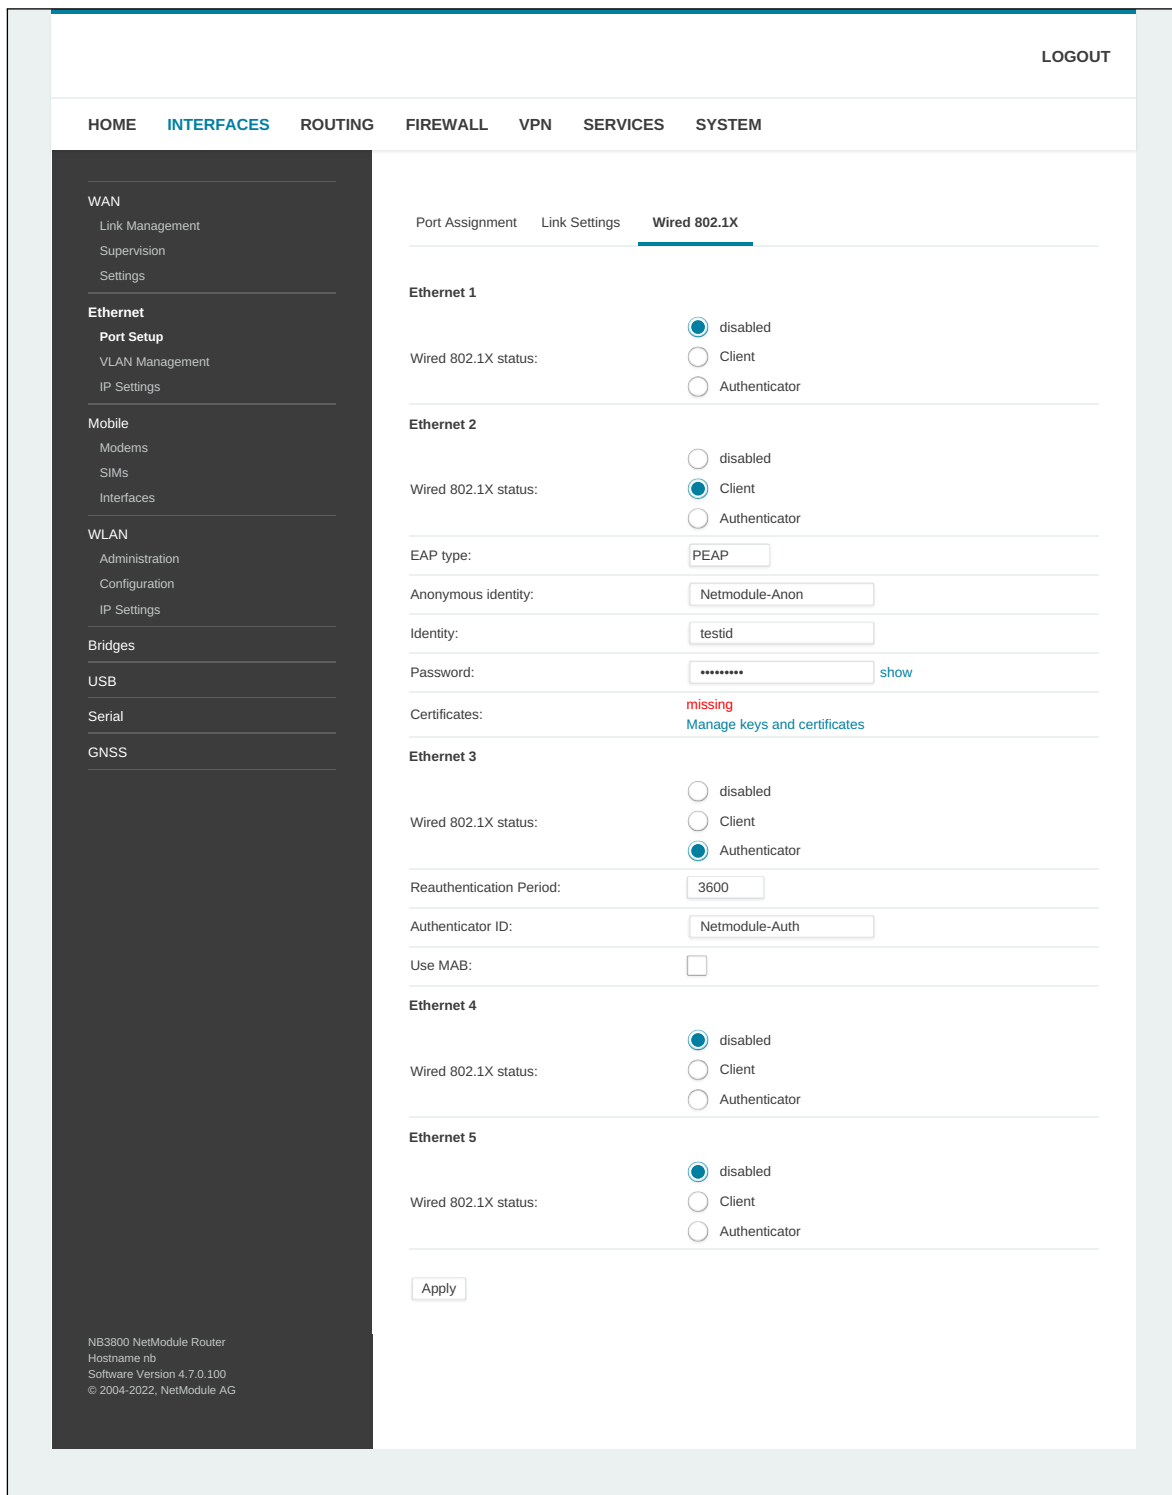 LOGOUT
HOME INTERFACES ROUTING FIREWALL VPN SERVICES SYSTEM
WAN
Link Management
Supervision
Settings
Ethernet
Port Setup
VLAN Management
IP Settings
Mobile
Modems
SIMs
Interfaces
WLAN
Administration
Configuration
IP Settings
Bridges
USB
Serial
GNSS
NB3800 NetModule Router
Hostname nb
Software Version 4.7.0.100
© 2004-2022, NetModule AG
Port Assignment Link Settings Wired 802.1X
Ethernet 1
Wired 802.1X status:
disabled
Client
Authenticator
Ethernet 2
Wired 802.1X status:
disabled
Client
Authenticator
EAP type: PEAP
Anonymous identity: Netmodule-Anon
Identity: testid
Password: ••••••••• show
Certificates:
missing
Manage keys and certificates
Ethernet 3
Wired 802.1X status:
disabled
Client
Authenticator
Reauthentication Period: 3600
Authenticator ID: Netmodule-Auth
Use MAB:
Ethernet 4
Wired 802.1X status:
disabled
Client
Authenticator
Ethernet 5
Wired 802.1X status:
disabled
Client
Authenticator
Apply